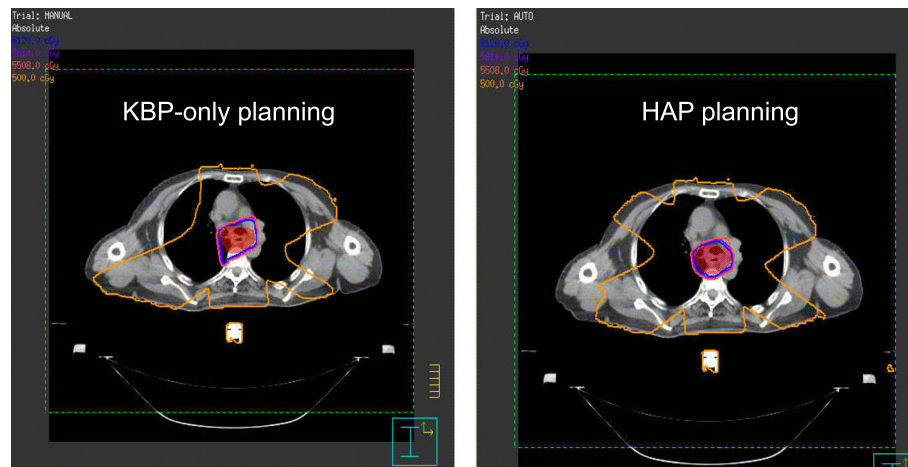 Trial: MANUAL
Absolute
5508.0 cGy
500.0 cGy
KBP-only planning
Trial: AUTO
Absolute
5508.0 cGy
500.0 cGy
HAP planning